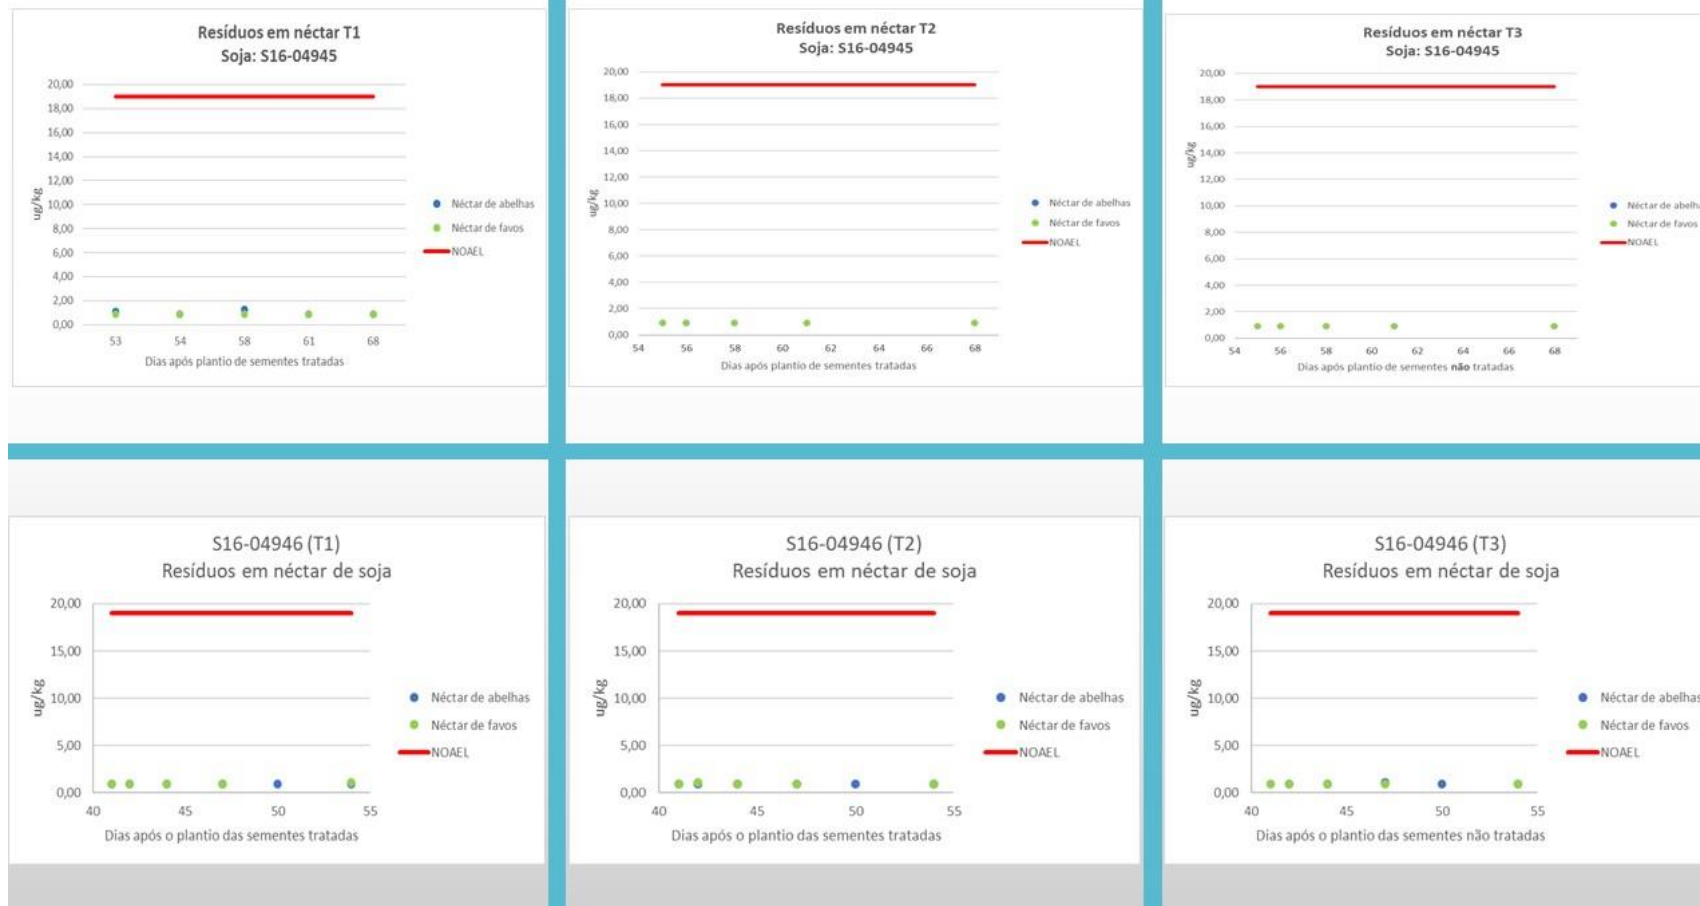 Resíduos em néctar T1
Soja: S16-04945
20,00
18,00
16,00
14,00
12,00
10,00
8,00
6,00
4,00
2,00
0,00
ug/kg
53 54 58 61 68
Dias após plantio de sementes tratadas
Néctar de abelhas
Néctar de favos
NOAEL
Resíduos em néctar T2
Soja: S16-04945
20,00
18,00
16,00
14,00
12,00
10,00
8,00
6,00
4,00
2,00
0,00
ug/kg
54 56 58 60 62 64 66 68
Dias após plantio de sementes tratadas
Néctar de abelhas
Néctar de favos
NOAEL
Resíduos em néctar T3
Soja: S16-04945
20,00
18,00
16,00
14,00
12,00
10,00
8,00
6,00
4,00
2,00
0,00
ug/kg
54 56 58 60 62 64 66 68
Dias após plantio de sementes não tratadas
Néctar de abelha
Néctar de favos
NOAEL
S16-04946 (T1)
Resíduos em néctar de soja
20,00
15,00
10,00
5,00
0,00
ug/kg
40 45 50 55
Dias após o plantio das sementes tratadas
Néctar de abelhas
Néctar de favos
NOAEL
S16-04946 (T2)
Resíduos em néctar de soja
20,00
15,00
10,00
5,00
0,00
ug/kg
40 45 50 55
Dias após o plantio das sementes tratadas
Néctar de abelhas
Néctar de favos
NOAEL
S16-04946 (T3)
Resíduos em néctar de soja
20,00
15,00
10,00
5,00
0,00
ug/kg
40 45 50 55
Dias após o plantio das sementes não tratadas
Néctar de abelhas
Néctar de favos
NOAEL